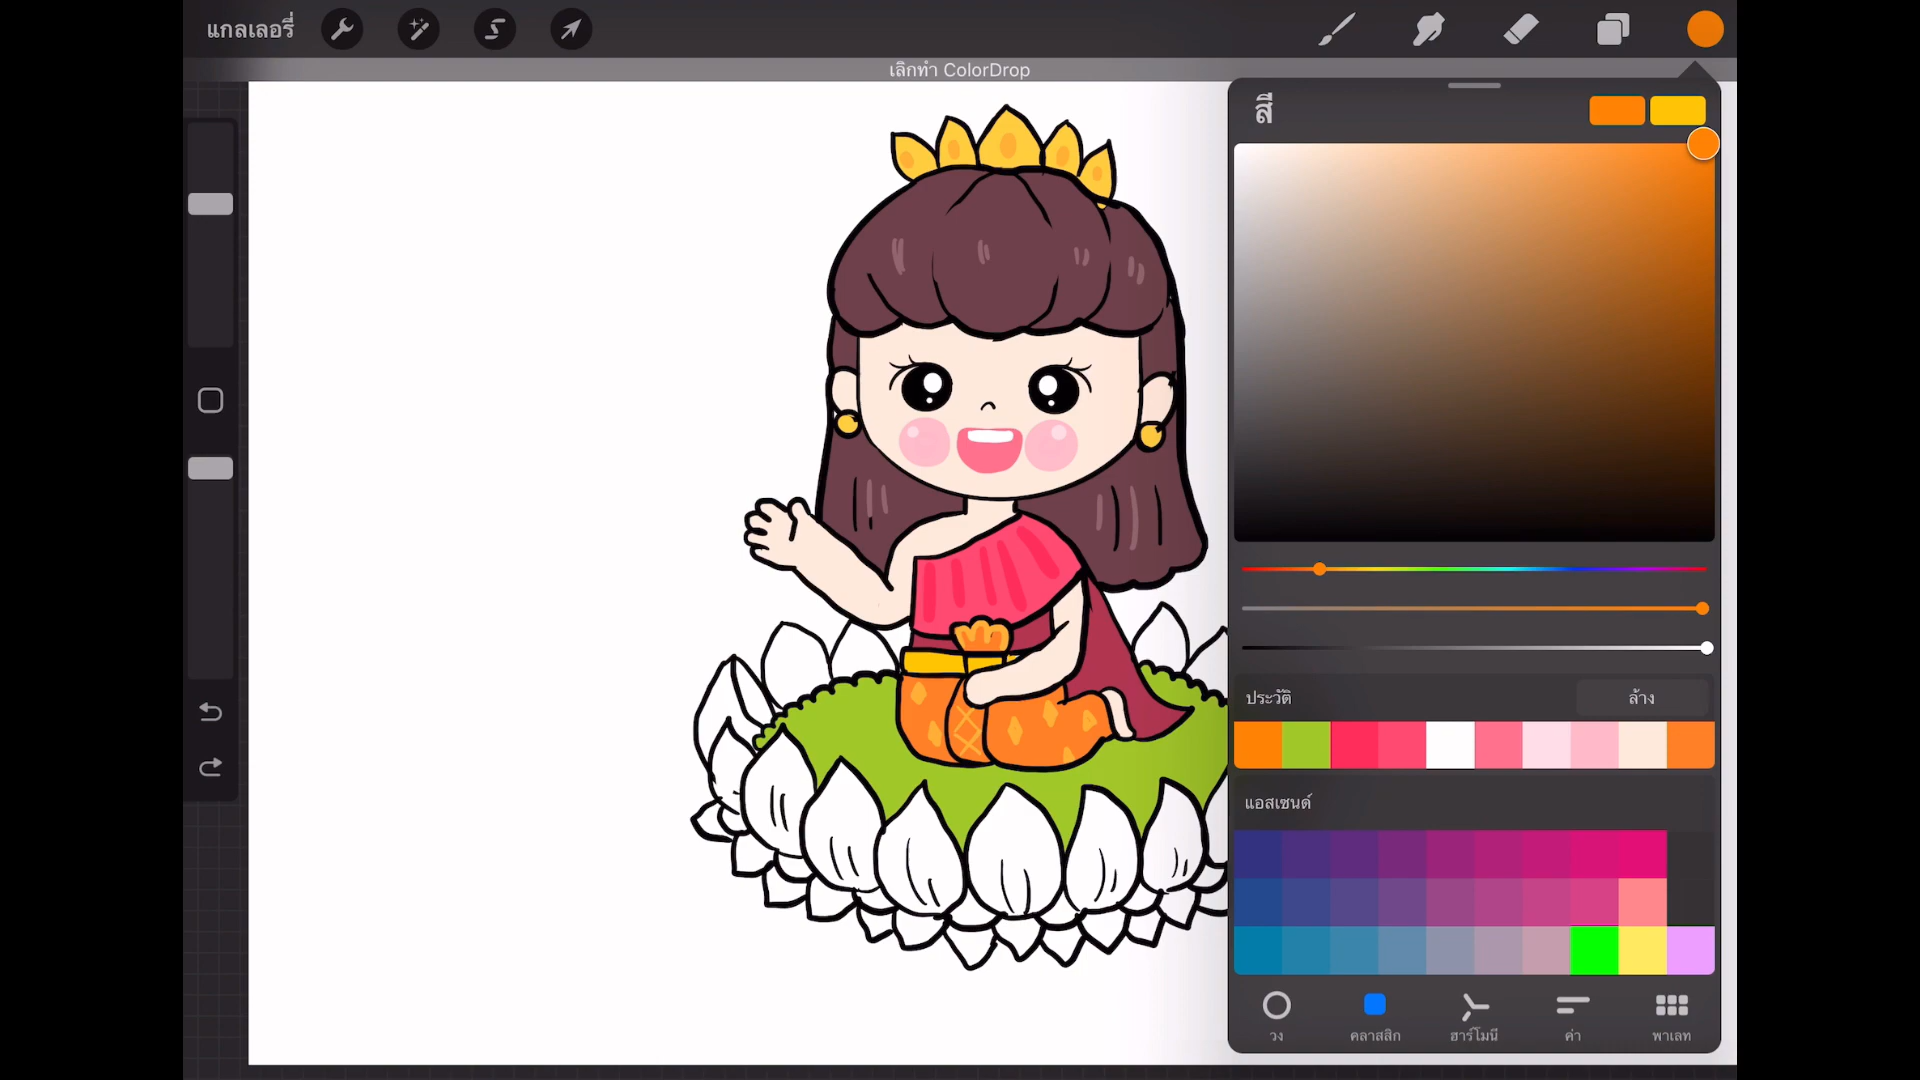 แกลเลอรี่
เลิกทำ ColorDrop
สี
ประวัติ
ล้าง
แอสเซนด์
วง
คลาสสิก
ฮาร์โมนี
ค่า
พาเลท